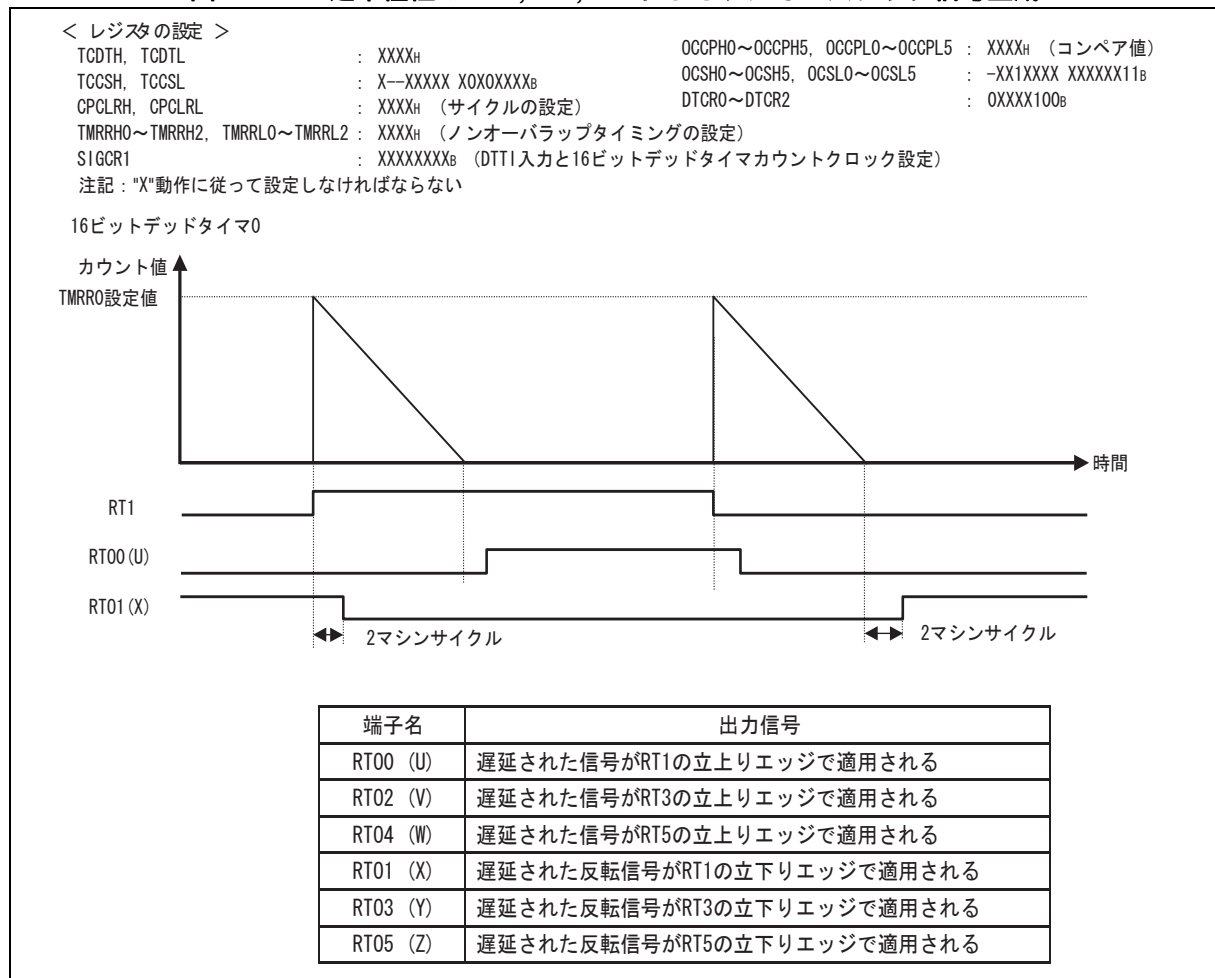 < レジスタの設定 >
TCDTH, TCDTL : XXXXH
TCCSH, TCCSL : X--XXXXX X0X0XXXXB
CPCLRH, CPCLRL : XXXXH (サイクルの設定)
TMRRH0～TMRRH2, TMRRL0～TMRRL2 : XXXXH (ノンオーバラップタイミングの設定)
SIGCR1 : XXXXXXXXB (DTTI入力と16ビットデッドタイマカウントクロック設定)
注記："X"動作に従って設定しなければならない
OCCPH0～OCCPH5, OCCPL0～OCCPL5 : XXXXH (コンペア値)
OCSH0～OCSH5, OCSL0～OCSL5 : -XX1XXXX XXXXXX11B
DTCR0～DTCR2 : 0XXXX100B
16ビットデッドタイマ0
カウント値
TMRR0設定値
時間
RT1
RTO0(U)
RTO1(X)
2マシンサイクル
2マシンサイクル
端子名 出力信号
RTO0 (U) 遅延された信号がRT1の立上りエッジで適用される
RTO2 (V) 遅延された信号がRT3の立上りエッジで適用される
RTO4 (W) 遅延された信号がRT5の立上りエッジで適用される
RTO1 (X) 遅延された反転信号がRT1の立下りエッジで適用される
RTO3 (Y) 遅延された反転信号がRT3の立下りエッジで適用される
RTO5 (Z) 遅延された反転信号がRT5の立下りエッジで適用される